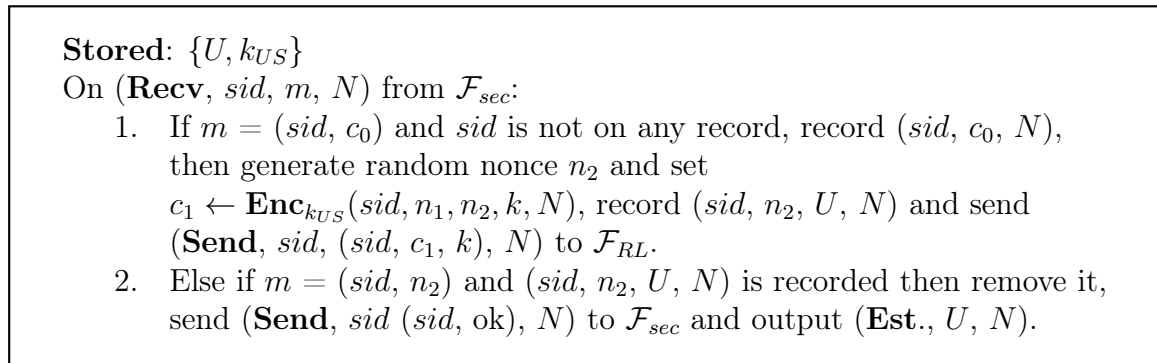 Stored: {U, k_{US}}
On (Recv, sid, m, N) from \mathcal{F}_{sec}:
1. If m = (sid, c_0) and sid is not on any record, record (sid, c_0, N),
then generate random nonce n_2 and set
c_1 ← Enc_{k_{US}}(sid, n_1, n_2, k, N), record (sid, n_2, U, N) and send
(Send, sid, (sid, c_1, k), N) to \mathcal{F}_{RL}.
2. Else if m = (sid, n_2) and (sid, n_2, U, N) is recorded then remove it,
send (Send, sid (sid, ok), N) to \mathcal{F}_{sec} and output (Est., U, N).